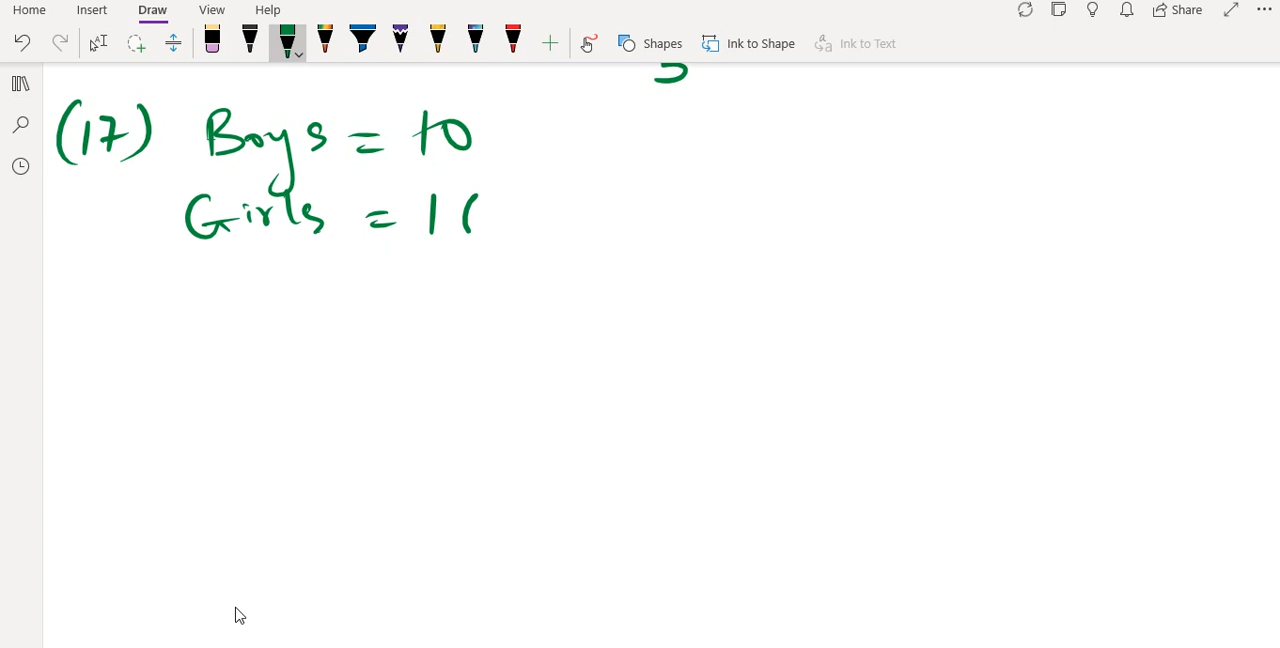 Home Insert Draw View Help Share
Shapes Ink to Shape Ink to Text
(17) Boys = 10
Girls = 1(